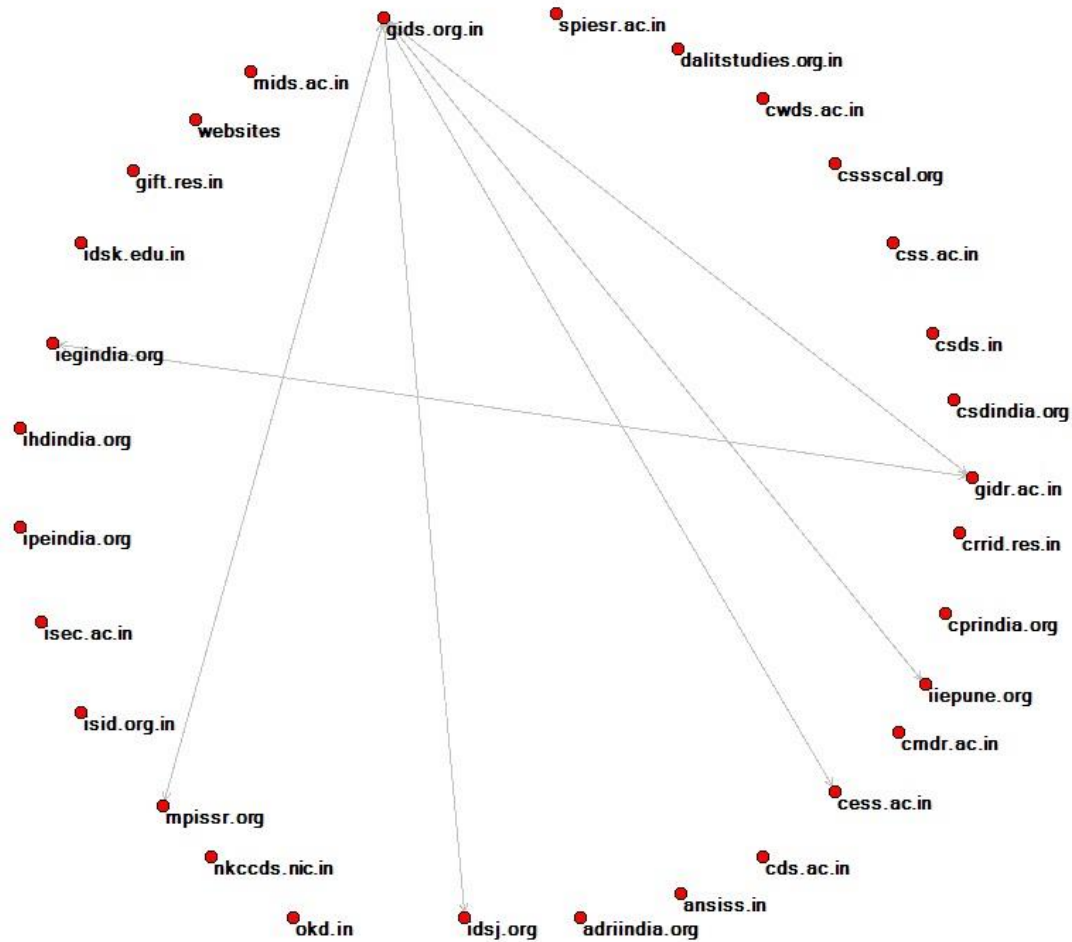 gids.org.in
spiesr.ac.in
dalitstudies.org.in
mids.ac.in
cwds.ac.in
websites
cssscal.org
gift.res.in
idsk.edu.in
css.ac.in
csds.in
iegindia.org
csdindia.org
ihdindia.org
gidr.ac.in
ipeindia.org
crrid.res.in
cprindia.org
isec.ac.in
iiepune.org
isid.org.in
cmdr.ac.in
cess.ac.in
mpissr.org
nkccds.nic.in
cds.ac.in
ansiss.in
okd.in
idsj.org
adriindia.org